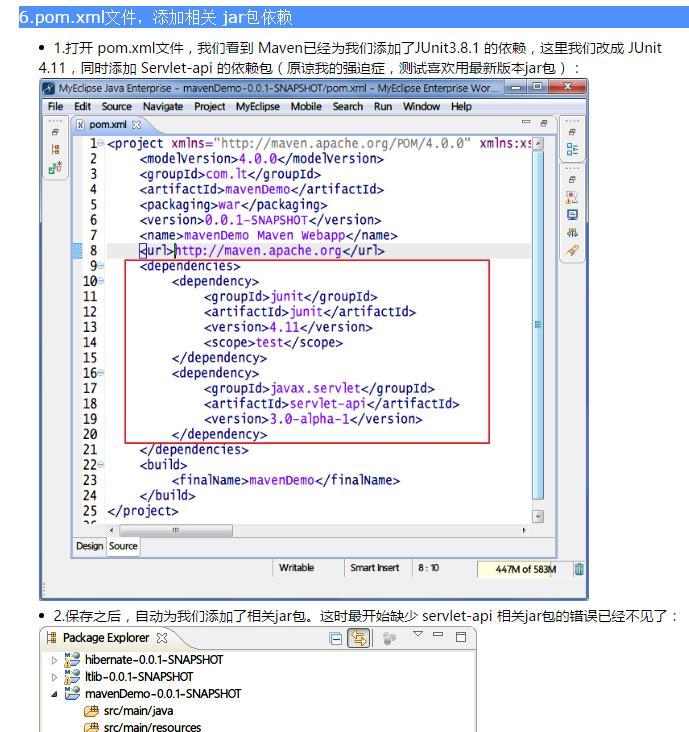 6.pom.xml文件，添加相关 jar包依赖
1.打开 pom.xml文件，我们看到 Maven已经为我们添加了JUnit3.8.1 的依赖，这里我们改成 JUnit
4.11，同时添加 Servlet-api 的依赖包（原谅我的强迫症，测试喜欢用最新版本jar包）：
MyEclipse Java Enterprise - mavenDemo-0.0.1-SNAPSHOT/pom.xml - MyEclipse Enterprise Wor...
File Edit Source Navigate Project MyEclipse Mobile Search Run Window Help
pom.xml
1 <project xmlns="http://maven.apache.org/POM/4.0.0" xmlns:xs
2 <modelVersion>4.0.0</modelVersion>
3 <groupId>com.lt</groupId>
4 <artifactId>mavenDemo</artifactId>
5 <packaging>war</packaging>
6 <version>0.0.1-SNAPSHOT</version>
7 <name>mavenDemo Maven Webapp</name>
8 <url>http://maven.apache.org</url>
9 <dependencies>
10 <dependency>
11 <groupId>junit</groupId>
12 <artifactId>junit</artifactId>
13 <version>4.11</version>
14 <scope>test</scope>
15 </dependency>
16 <dependency>
17 <groupId>javax.servlet</groupId>
18 <artifactId>servlet-api</artifactId>
19 <version>3.0-alpha-1</version>
20 </dependency>
21 </dependencies>
22 <build>
23 <finalName>mavenDemo</finalName>
24 </build>
25 </project>
Design Source
Writable Smart Insert 8 : 10 447M of 583M
2.保存之后，自动为我们添加了相关jar包。这时最开始缺少 servlet-api 相关jar包的错误已经不见了：
Package Explorer
hibernate-0.0.1-SNAPSHOT
ltlib-0.0.1-SNAPSHOT
mavenDemo-0.0.1-SNAPSHOT
src/main/java
src/main/resources